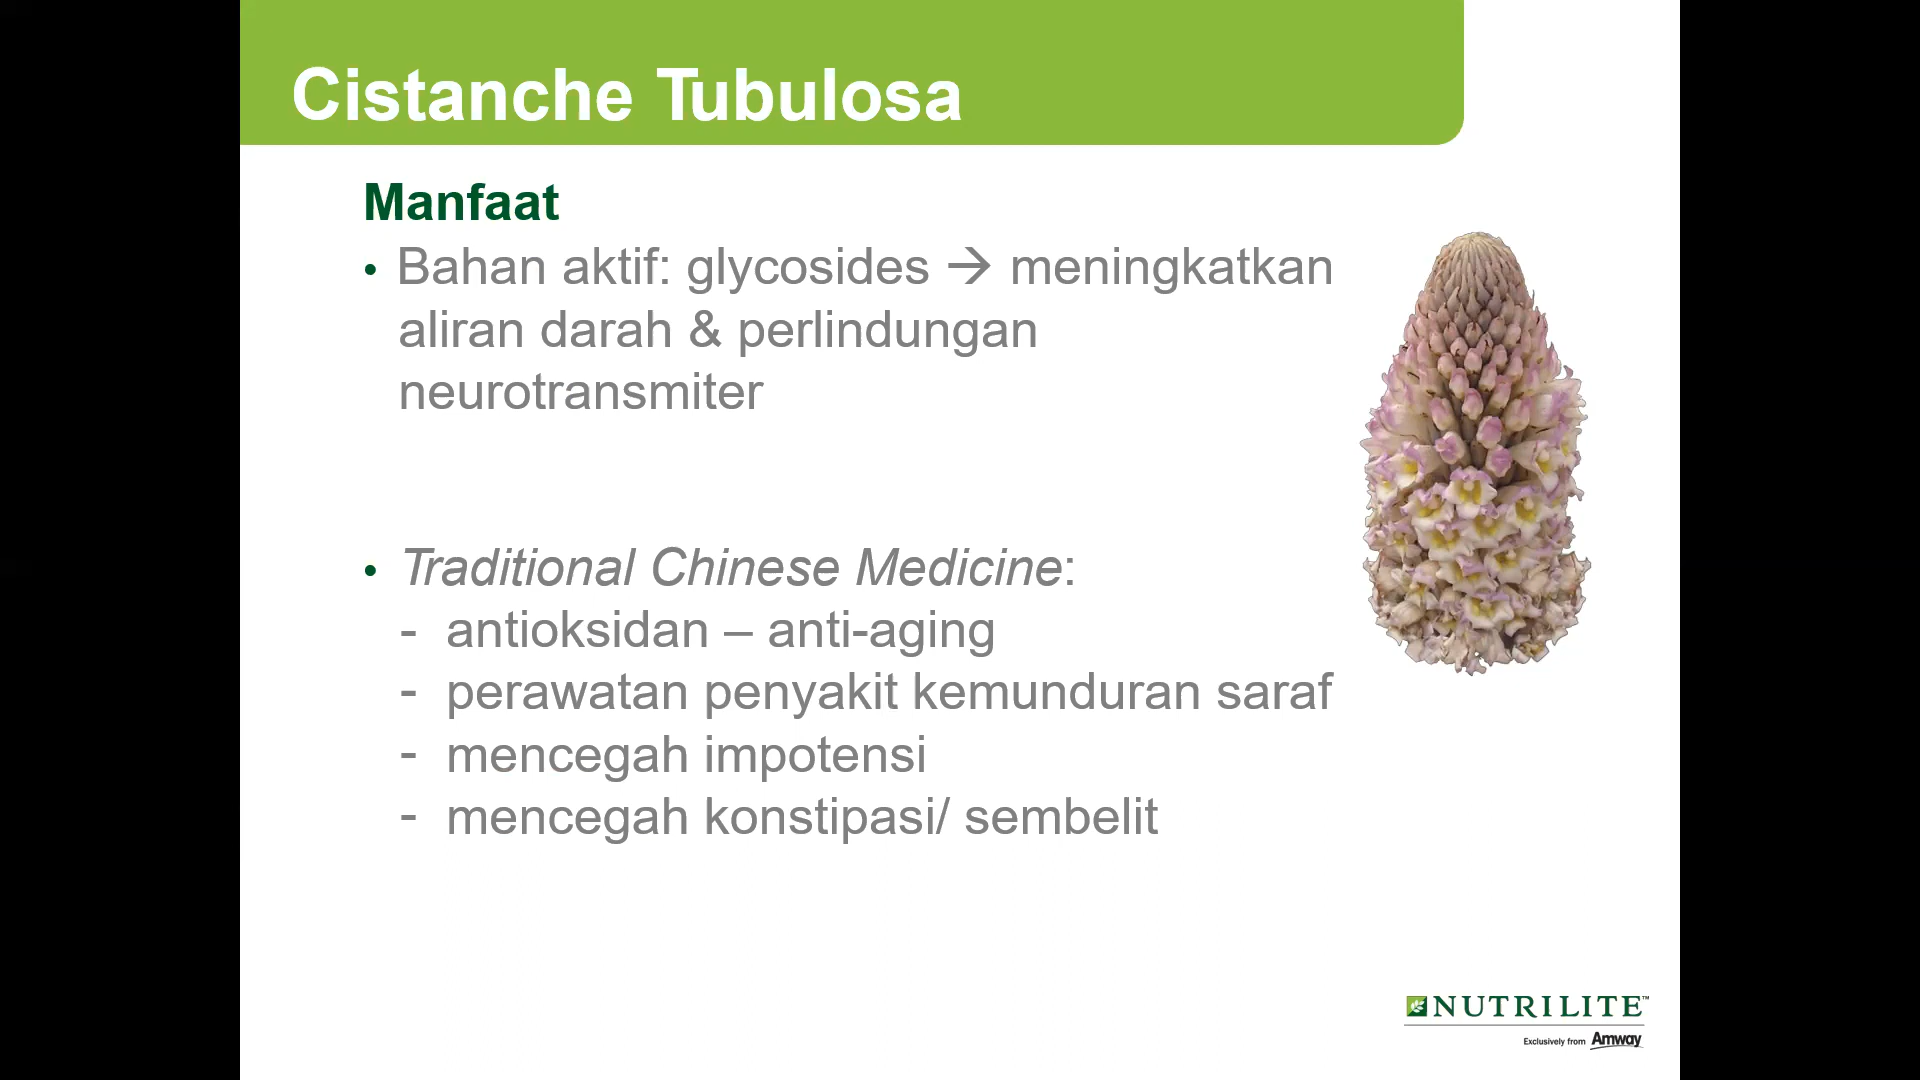 Cistanche Tubulosa
Manfaat
• Bahan aktif: glycosides → meningkatkan
aliran darah & perlindungan
neurotransmiter
• Traditional Chinese Medicine:
- antioksidan – anti-aging
- perawatan penyakit kemunduran saraf
- mencegah impotensi
- mencegah konstipasi/ sembelit
NUTRILITE™
Exclusively from Amway